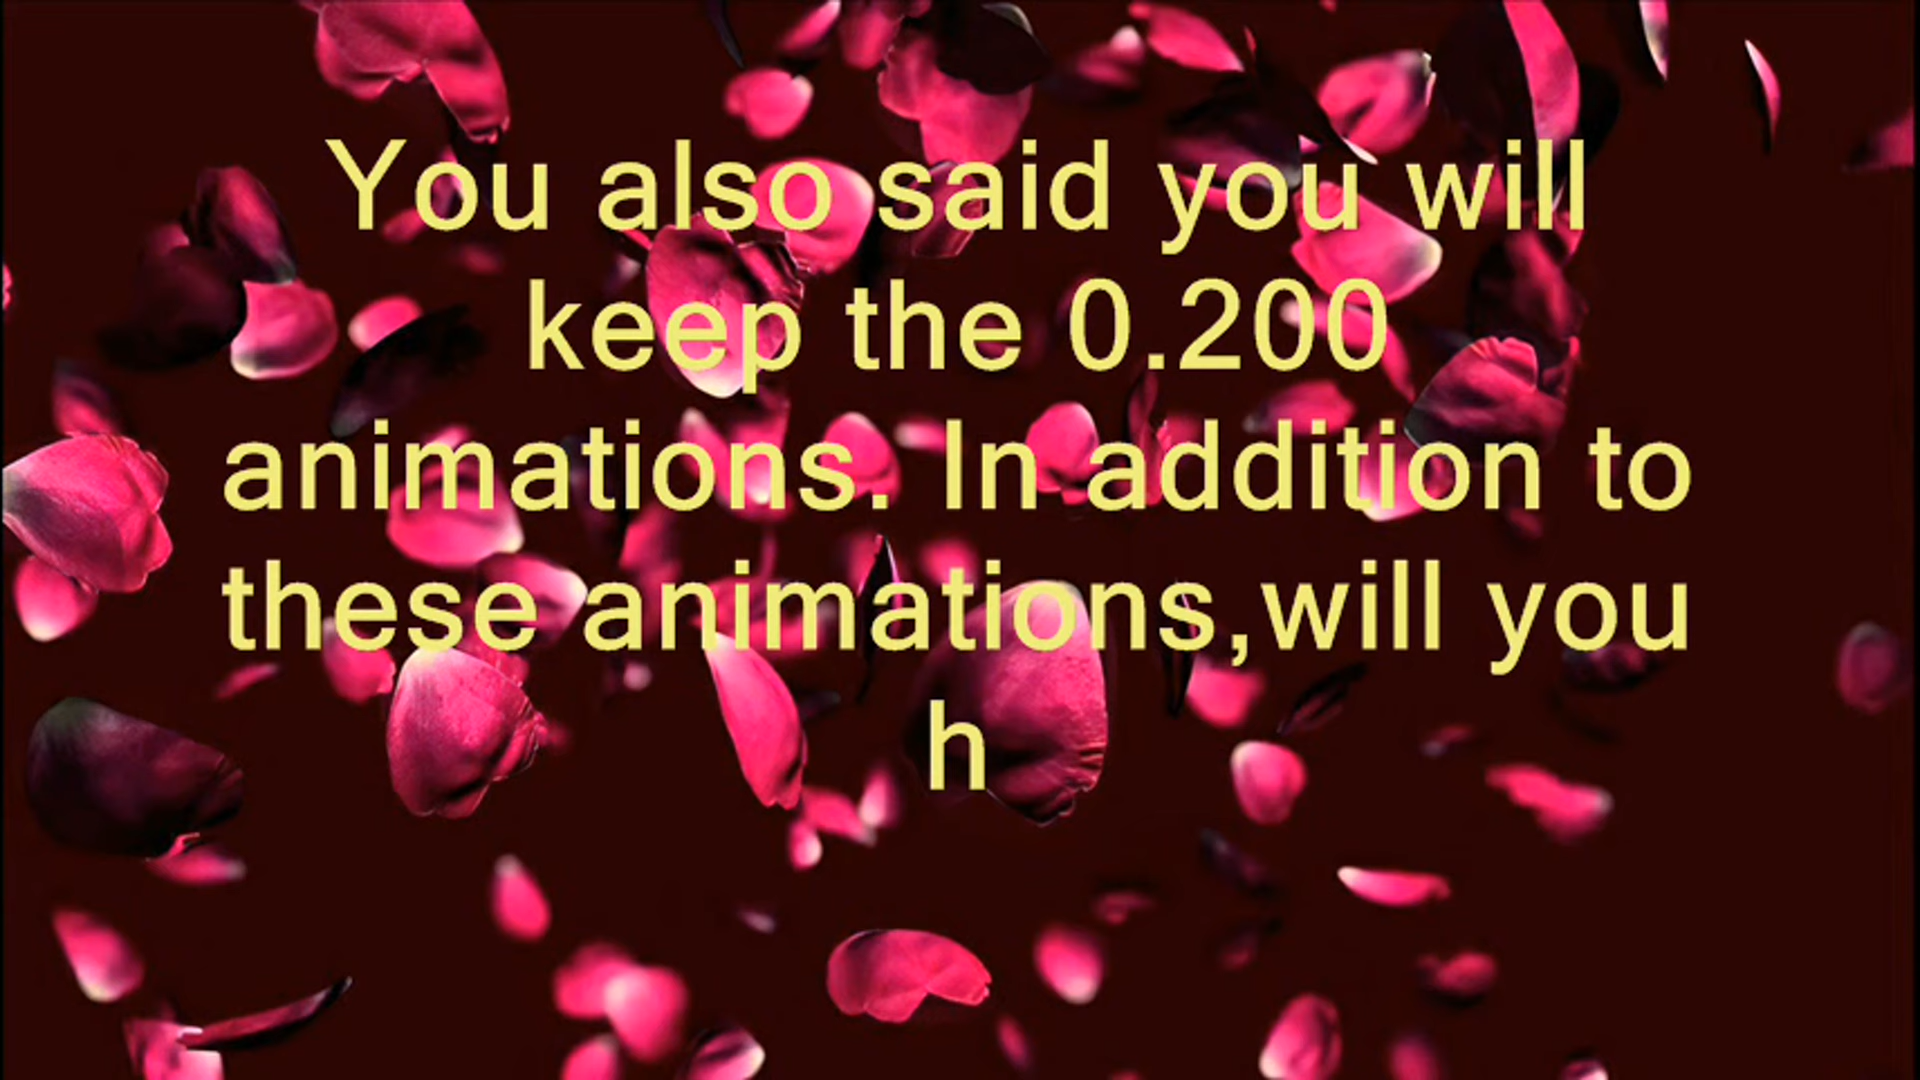 You also said you will
keep the 0.200
animations. In addition to
these animations,will you
h